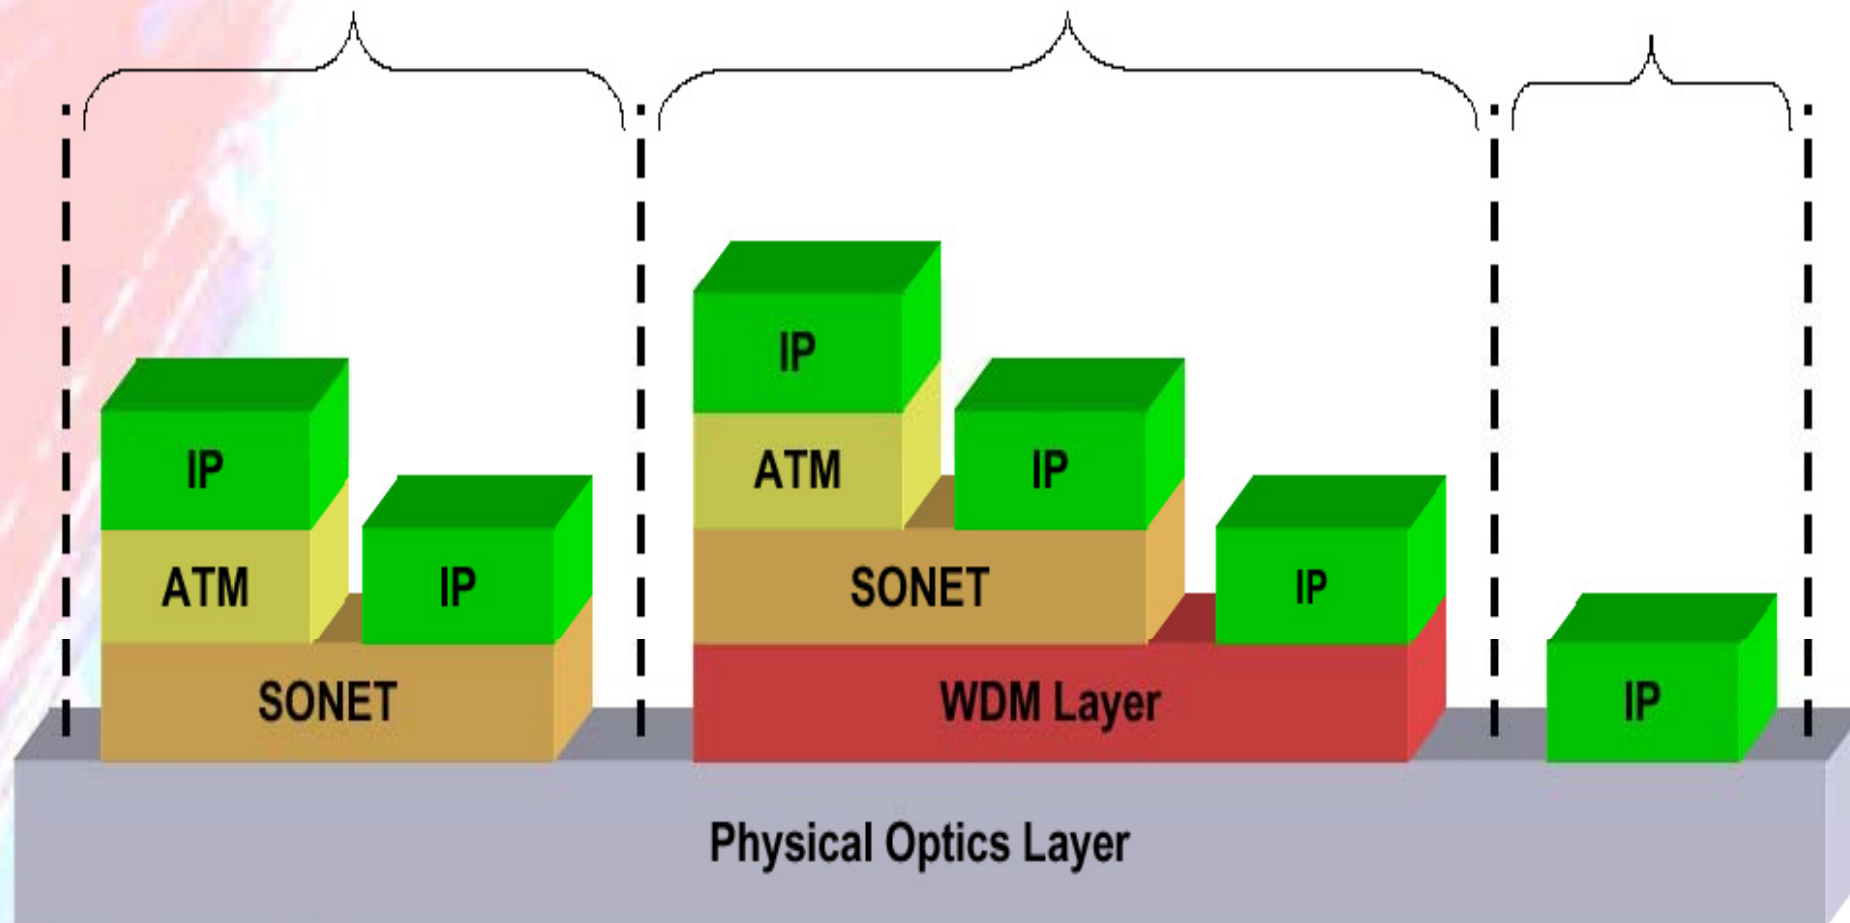 IP
ATM
IP
SONET
IP
ATM
IP
SONET
IP
WDM Layer
IP
Physical Optics Layer